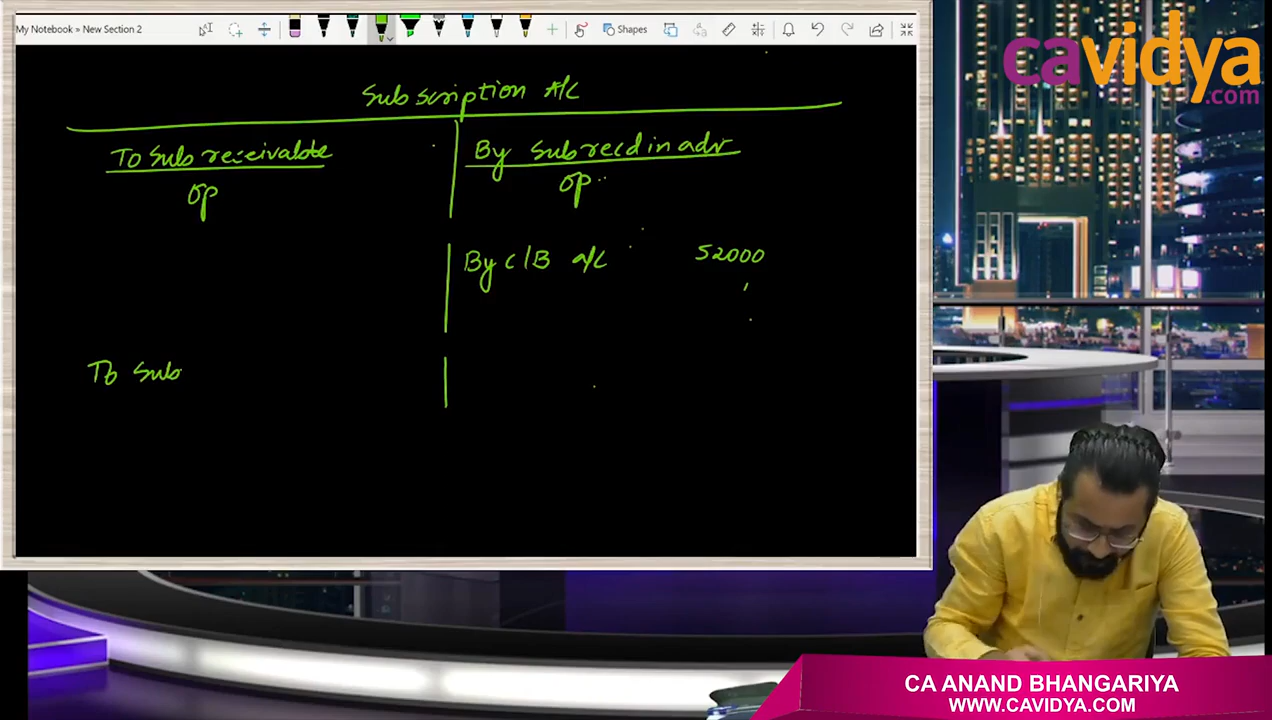 My Notebook » New Section 2
Shapes
cavidya
.com
Subscription A/C
To Sub receivable
op
By Sub recd in adv
op
By C/B a/c 52000
To Sub
CA ANAND BHANGARIYA
WWW.CAVIDYA.COM